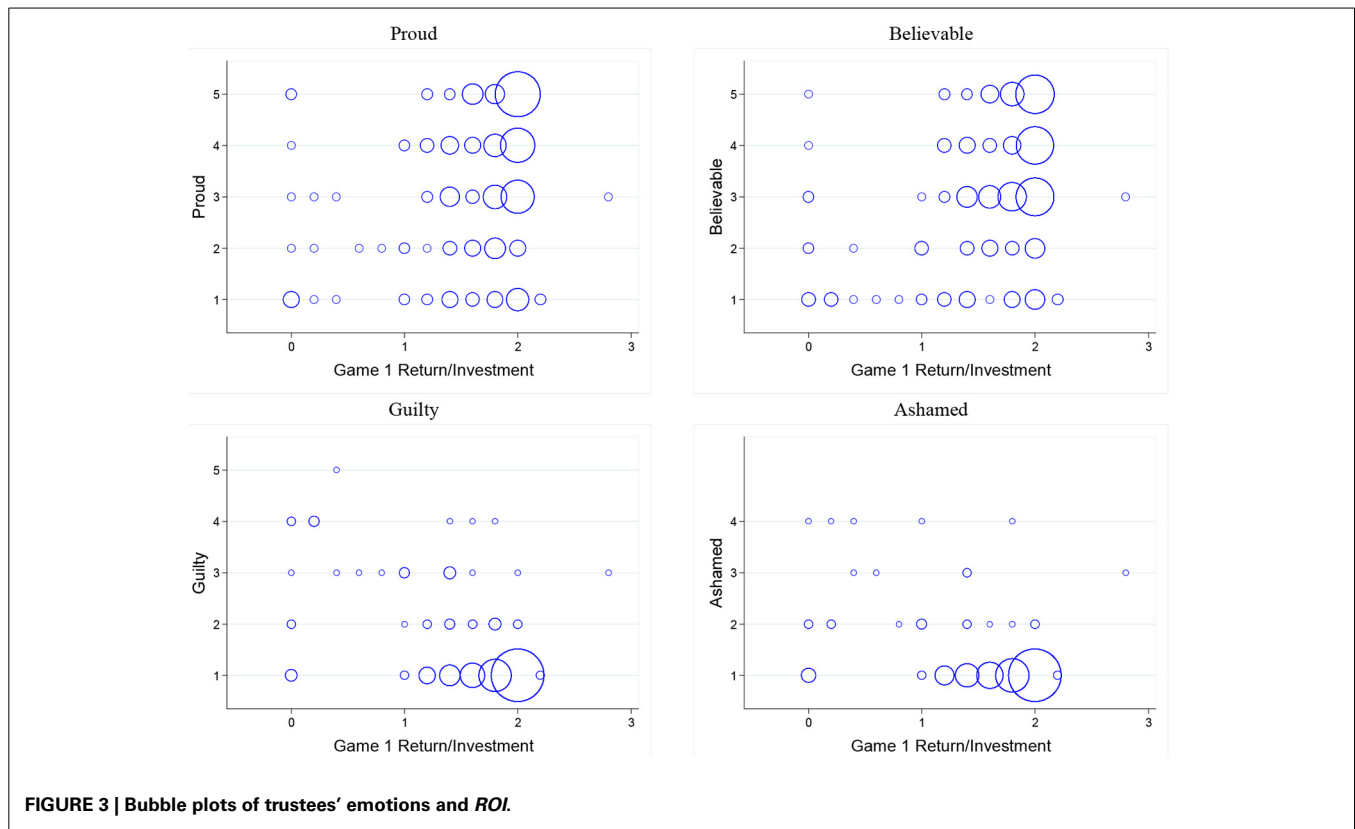 Proud
Proud
5
4
3
2
1
0 1 2 3
Game 1 Return/Investment
Believable
Believable
5
4
3
2
1
0 1 2 3
Game 1 Return/Investment
Guilty
Guilty
5
4
3
2
1
0 1 2 3
Game 1 Return/Investment
Ashamed
Ashamed
4
3
2
1
0 1 2 3
Game 1 Return/Investment
FIGURE 3 | Bubble plots of trustees' emotions and ROI.